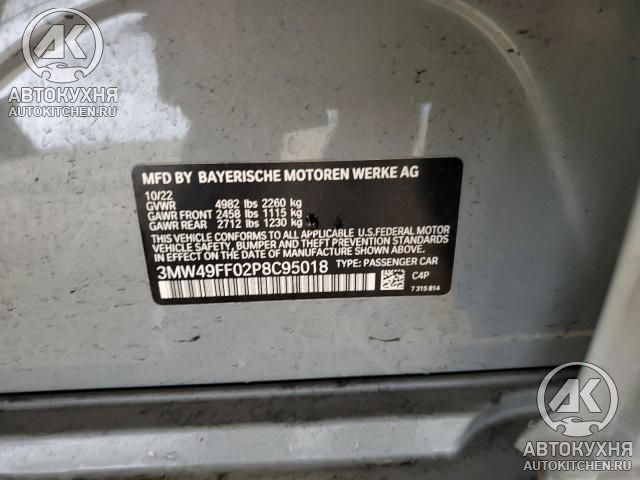 АК
АВТОКУХНЯ
AUTOKITCHEN.RU
MFD BY BAYERISCHE MOTOREN WERKE AG
10/22
GVWR 4982 lbs 2260 kg
GAWR FRONT 2458 lbs 1115 kg
GAWR REAR 2712 lbs 1230 kg
THIS VEHICLE CONFORMS TO ALL APPLICABLE U.S.FEDERAL MOTOR
VEHICLE SAFETY, BUMPER AND THEFT PREVENTION STANDARDS
IN EFFECT ON THE DATE OF MANUFACTURE SHOWN ABOVE.
3MW49FF02P8C95018 TYPE: PASSENGER CAR
C4P
7 315 814
АК
АВТОКУХНЯ
AUTOKITCHEN.RU